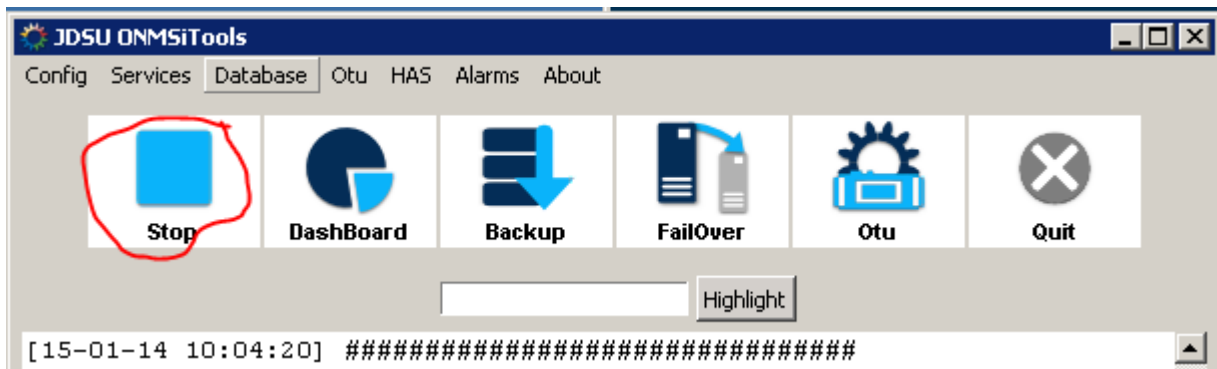 JDSU ONMSiTools
Config Services Database Otu HAS Alarms About
Stop DashBoard Backup FailOver Otu Quit
Highlight
[15-01-14 10:04:20] ################################